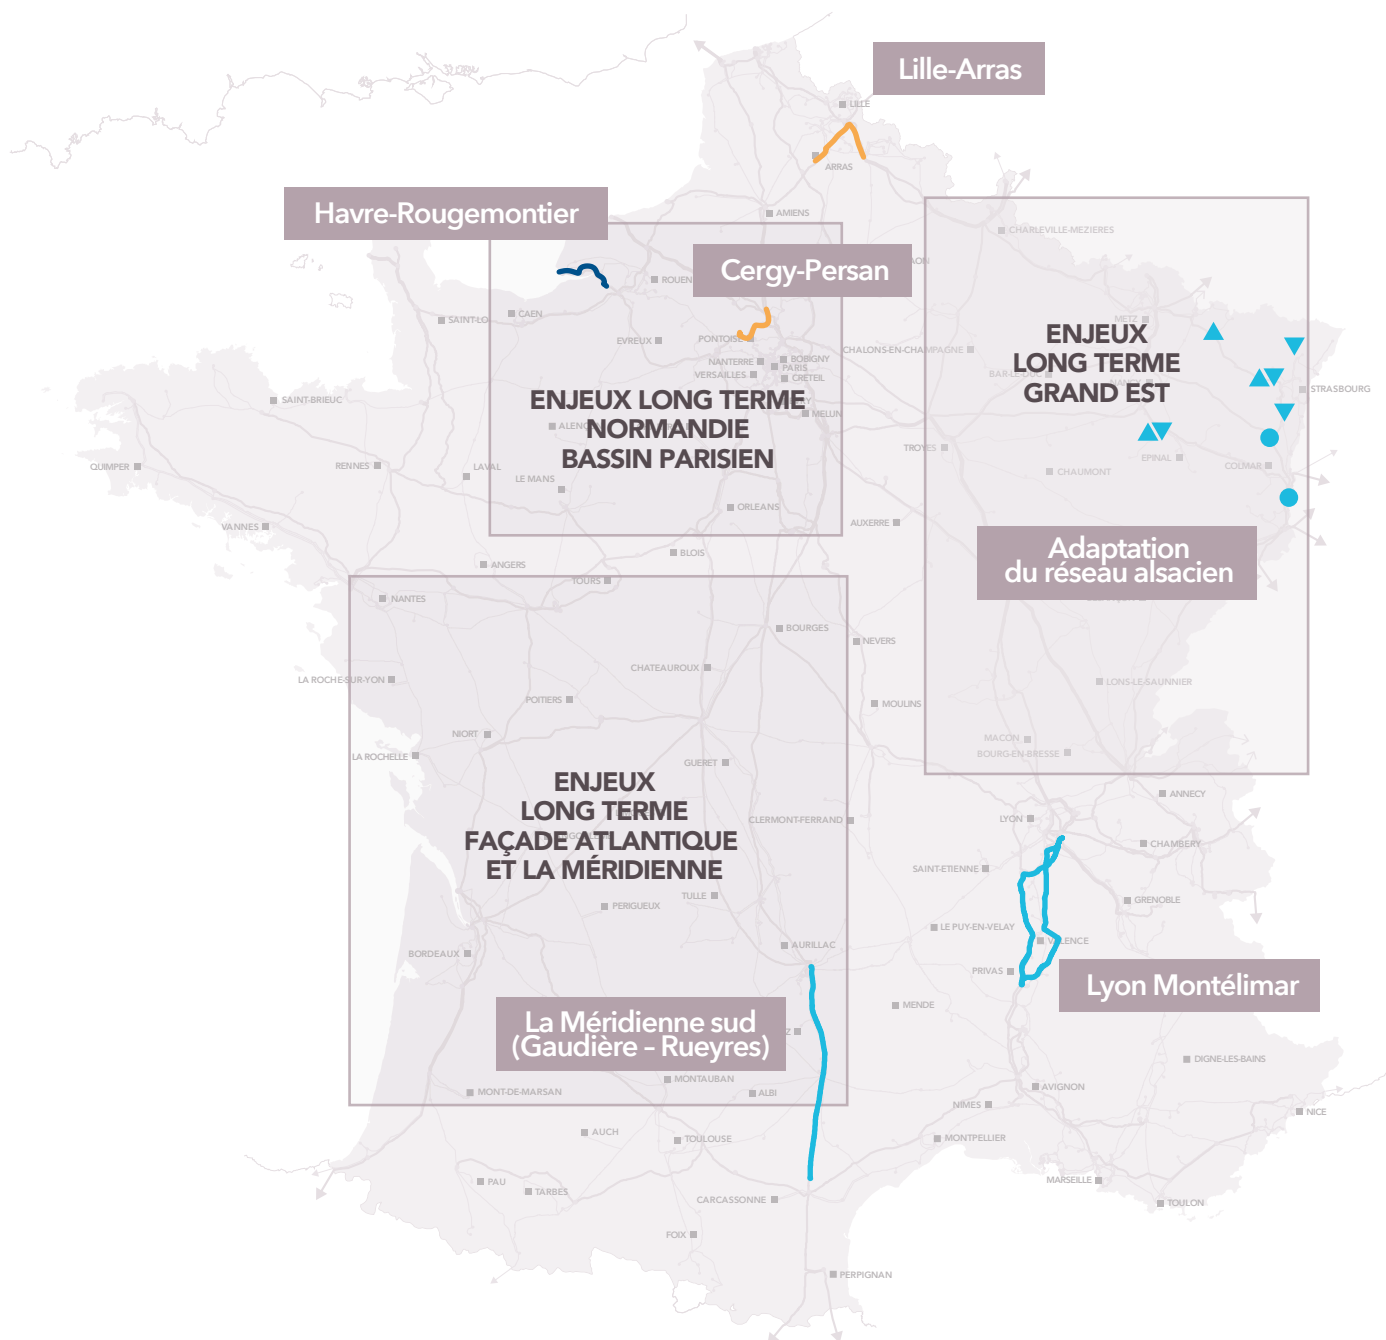 Lille-Arras
LILLE
ARRAS
Havre-Rougemontier
AMIENS
CHARLEVILLE-MEZIERES
Cergy-Persan
ROUEN
CAEN
SAINT-LO
EVREUX
PONTOISE
METZ
ENJEUX
LONG TERME
GRAND EST
CHALONS-EN-CHAMPAGNE
BAR-LE-DUC
NANCY
STRASBOURG
NANTERRE
BOBIGNY
PARIS
VERSAILLES
CRETEIL
MELUN
ENJEUX LONG TERME
NORMANDIE
BASSIN PARISIEN
SAINT-BRIEUC
ALENÇON
QUIMPER
RENNES
LAVAL
LE MANS
TROYES
CHAUMONT
EPINAL
COLMAR
VANNES
ORLEANS
AUXERRE
Adaptation
du réseau alsacien
BLOIS
ANGERS
TOURS
NANTES
BOURGES
NEVERS
CHATEAUROUX
LA ROCHE-SUR-YON
POITIERS
MOULINS
LONS-LE-SAUNNIER
NIORT
LA ROCHELLE
GUERET
MACON
BOURG-EN-BRESSE
ENJEUX
LONG TERME
FAÇADE ATLANTIQUE
ET LA MÉRIDIENNE
CLERMONT-FERRAND
LYON
ANNECY
CHAMBERY
SAINT-ETIENNE
TULLE
PERIGUEUX
GRENOBLE
LE PUY-EN-VELAY
BORDEAUX
AURILLAC
VALENCE
PRIVAS
Lyon Montélimar
La Méridienne sud
(Gaudière – Rueyres)
MENDE
DIGNE-LES-BAINS
MONT-DE-MARSAN
MONTAUBAN
ALBI
AVIGNON
NIMES
NICE
AUCH
TOULOUSE
MONTPELLIER
PAU
TARBES
CARCASSONNE
MARSEILLE
TOULON
FOIX
PERPIGNAN